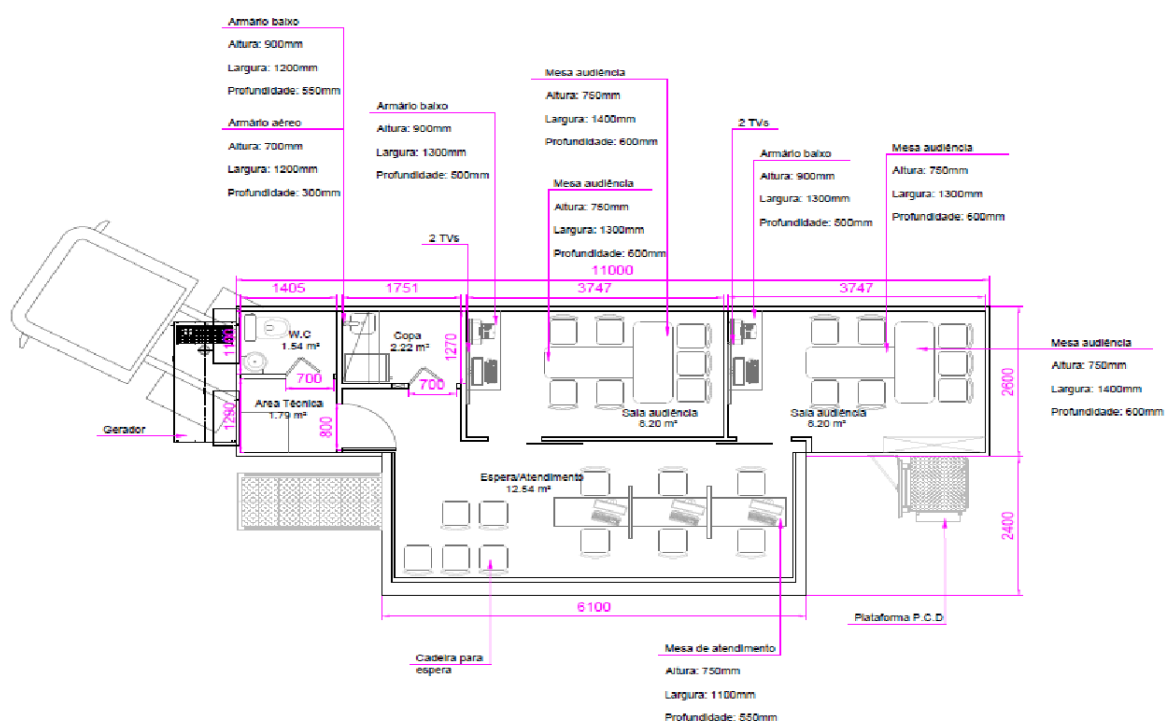 Armário baixo
Altura: 900mm
Largura: 1200mm
Profundidade: 550mm
Armário aéreo
Altura: 700mm
Largura: 1200mm
Profundidade: 300mm
Armário baixo
Altura: 900mm
Largura: 1300mm
Profundidade: 500mm
2 TVs
Mesa audiência
Altura: 750mm
Largura: 1400mm
Profundidade: 600mm
Mesa audiência
Altura: 750mm
Largura: 1300mm
Profundidade: 600mm
2 TVs
Armário baixo
Altura: 900mm
Largura: 1300mm
Profundidade: 500mm
Mesa audiência
Altura: 750mm
Largura: 1300mm
Profundidade: 600mm
11000
1405
1751
3747
3747
W.C
1.54 m²
Copa
2.22 m²
1270
700
700
Area Técnica
1.79 m²
1290
800
Gerador
Sala audiência
8.20 m²
Sala audiência
8.20 m²
Mesa audiência
Altura: 750mm
Largura: 1400mm
Profundidade: 600mm
2600
Espera/Atendimento
12.54 m²
2400
6100
Plataforma P.C.D
Cadeira para
espera
Mesa de atendimento
Altura: 750mm
Largura: 1100mm
Profundidade: 550mm